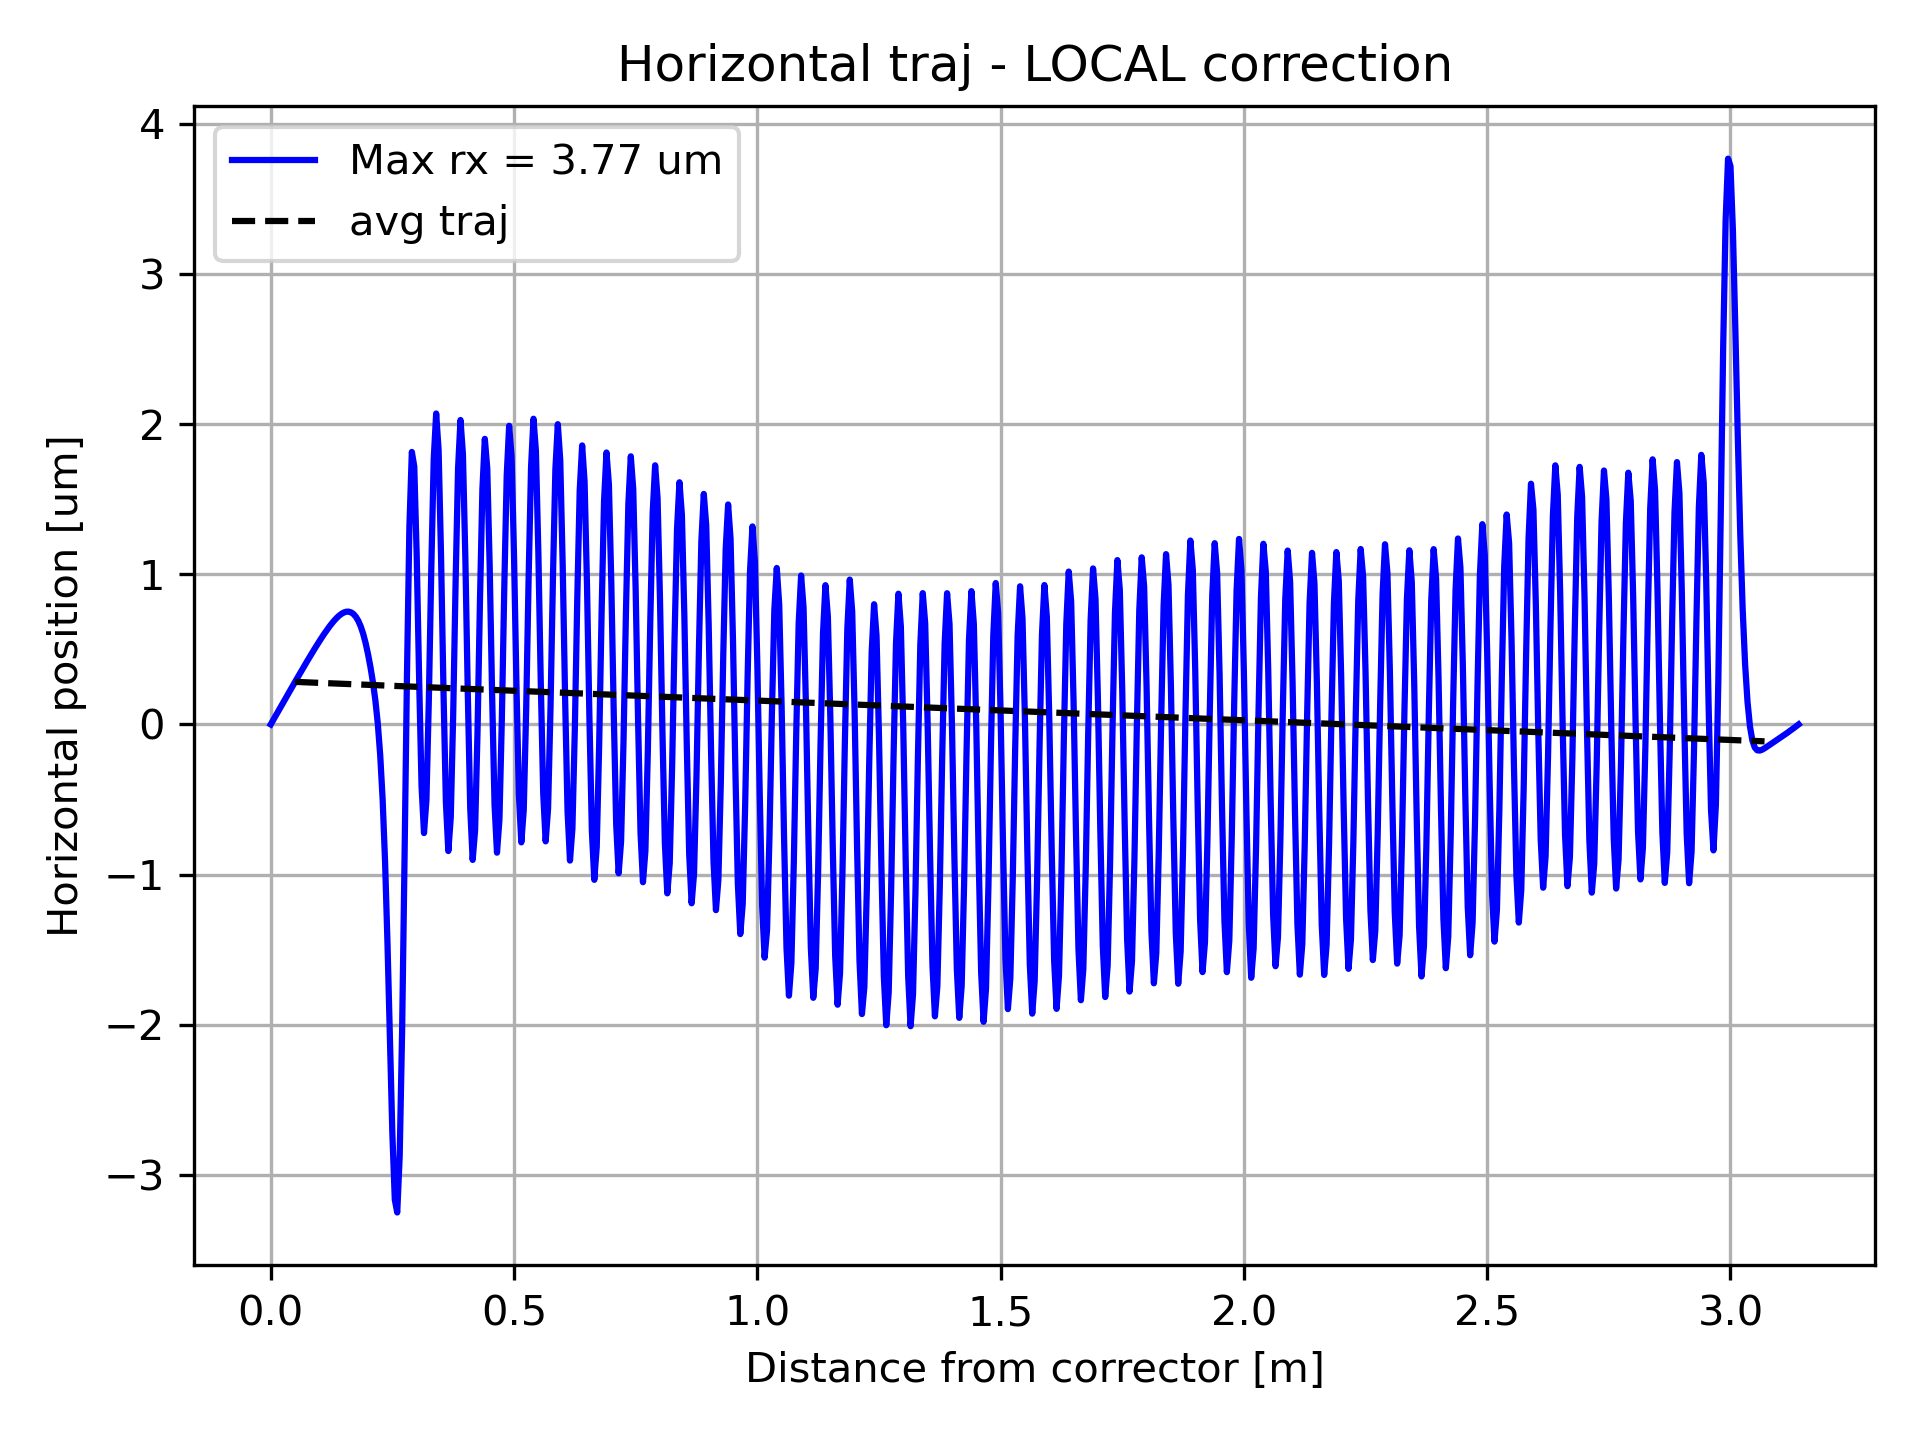 Horizontal traj - LOCAL correction
Max rx = 3.77 um
avg traj
Horizontal position [um]
4
3
2
1
0
−1
−2
−3
0.0 0.5 1.0 1.5 2.0 2.5 3.0
Distance from corrector [m]